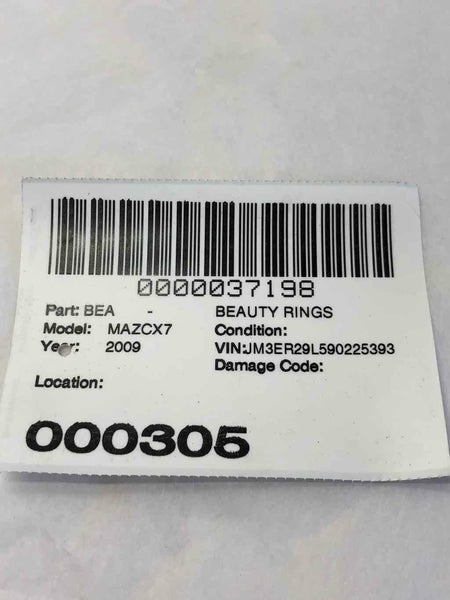 0000037198
Part: BEA - BEAUTY RINGS
Model: MAZCX7 Condition:
Year: 2009 VIN:JM3ER29L590225393
Damage Code:
Location:
000305